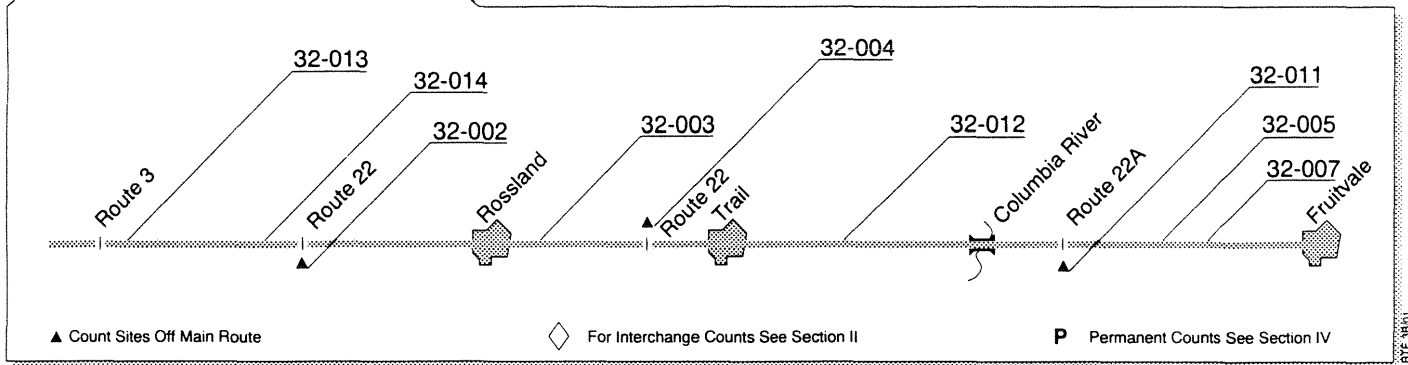 32-013
32-014
32-002
32-003
32-004
32-012
32-011
32-005
32-007
Route 3
Route 22
Rossland
Route 22
Trail
Columbia River
Route 22A
Fruitvale
▲ Count Sites Off Main Route
For Interchange Counts See Section II
P Permanent Counts See Section IV